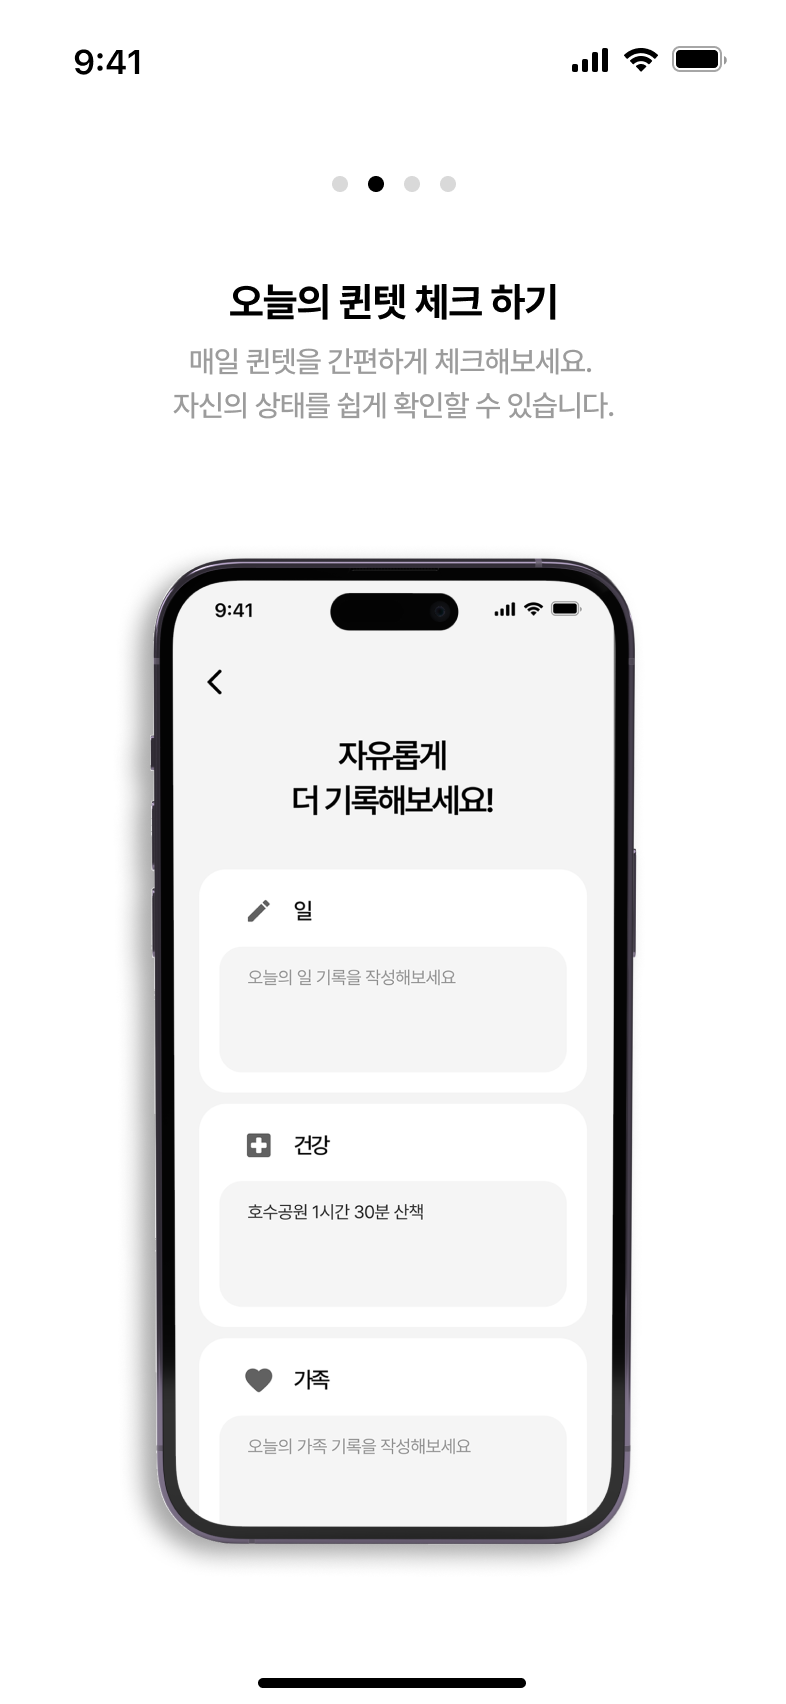 9:41
오늘의 퀸텟 체크 하기
매일 퀸텟을 간편하게 체크해보세요.
자신의 상태를 쉽게 확인할 수 있습니다.
9:41
자유롭게
더 기록해보세요!
일
오늘의 일 기록을 작성해보세요
건강
호수공원 1시간 30분 산책
가족
오늘의 가족 기록을 작성해보세요